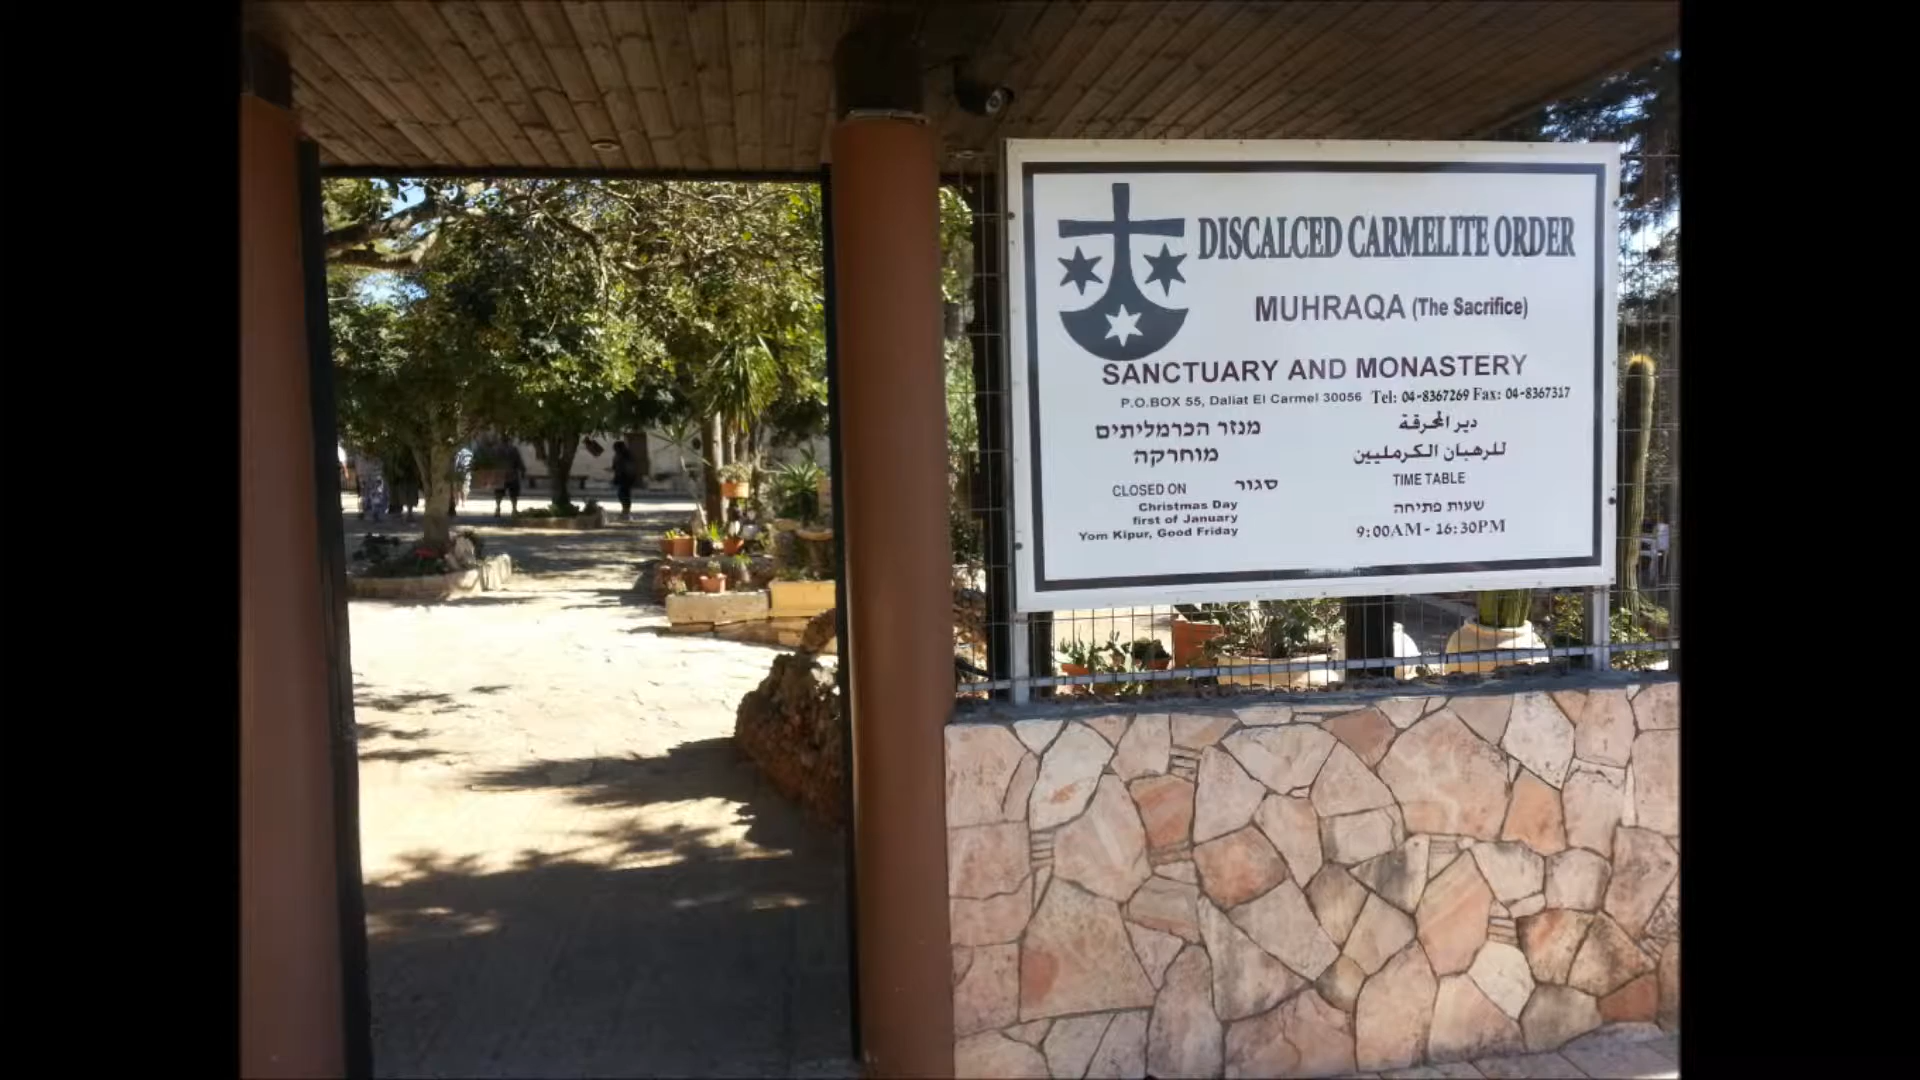 DISCALCED CARMELITE ORDER
MUHRAQA (The Sacrifice)
SANCTUARY AND MONASTERY
P.O.BOX 55, Daliat El Carmel 30056 Tel: 04-8367269 Fax: 04-8367317
מנזר הכרמליתים
מוחרקה
دير المحرقة
للرهبان الكرمليين
CLOSED ON סגור
Christmas Day
first of January
Yom Kipur, Good Friday
TIME TABLE
שעות פתיחה
9:00AM - 16:30PM